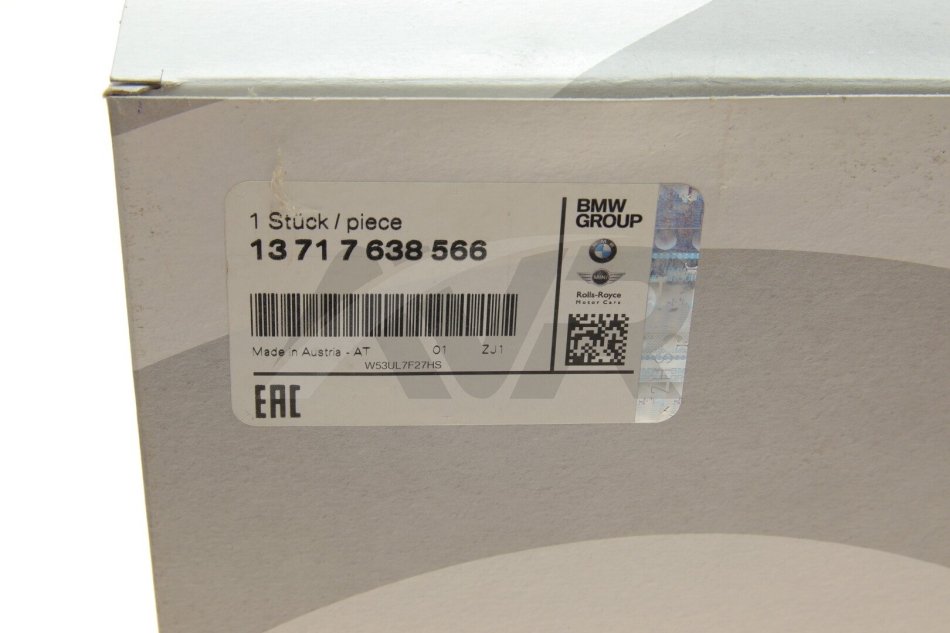 1 Stück / piece
13 71 7 638 566
Made in Austria - AT 01 ZJ1
W53UL7F27HS
EAC
BMW
GROUP
MINI
Rolls-Royce
Motor Cars